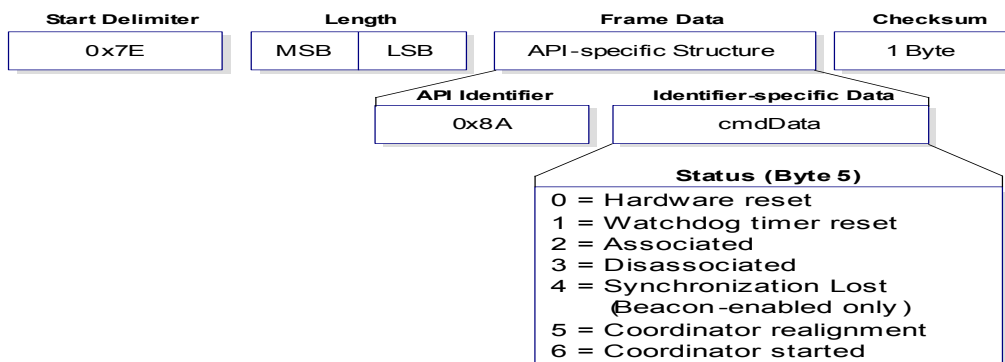 Start Delimiter Length Frame Data Checksum
0x7E MSB LSB API-specific Structure 1 Byte
API Identifier Identifier-specific Data
0x8A cmdData
Status (Byte 5)
0 = Hardware reset
1 = Watchdog timer reset
2 = Associated
3 = Disassociated
4 = Synchronization Lost
(Beacon-enabled only)
5 = Coordinator realignment
6 = Coordinator started